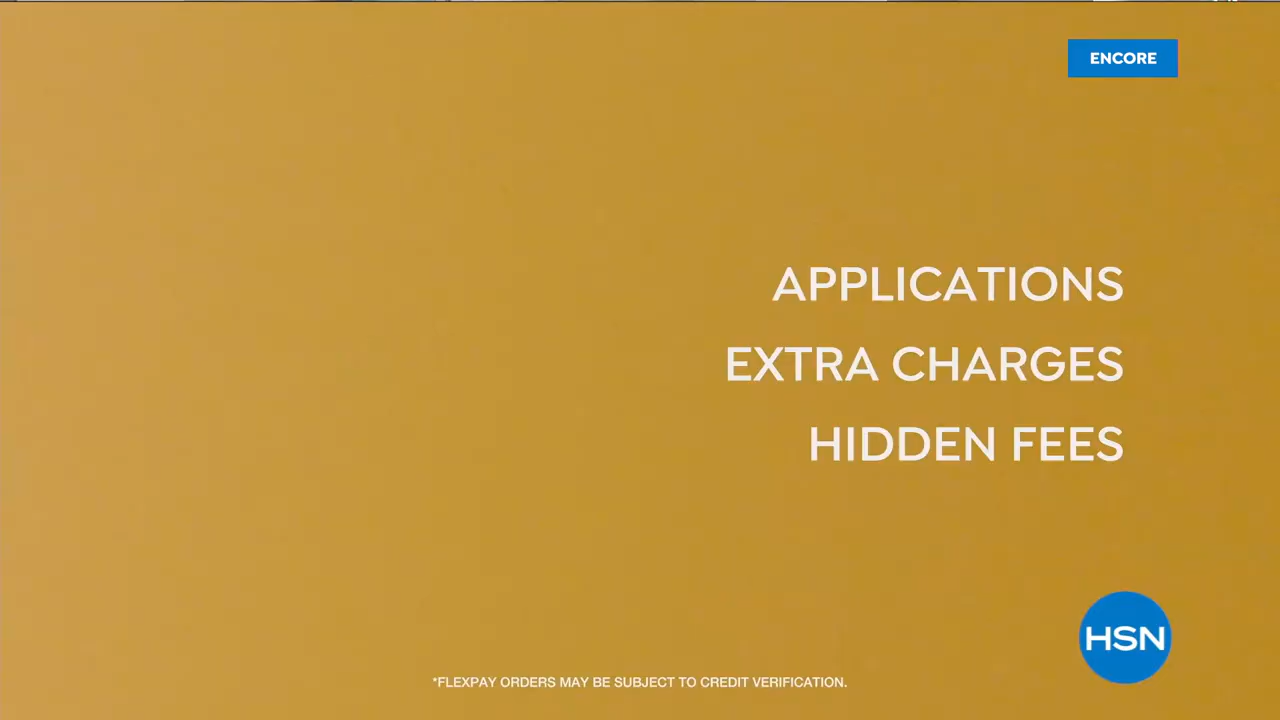 ENCORE
APPLICATIONS
EXTRA CHARGES
HIDDEN FEES
HSN
*FLEXPAY ORDERS MAY BE SUBJECT TO CREDIT VERIFICATION.